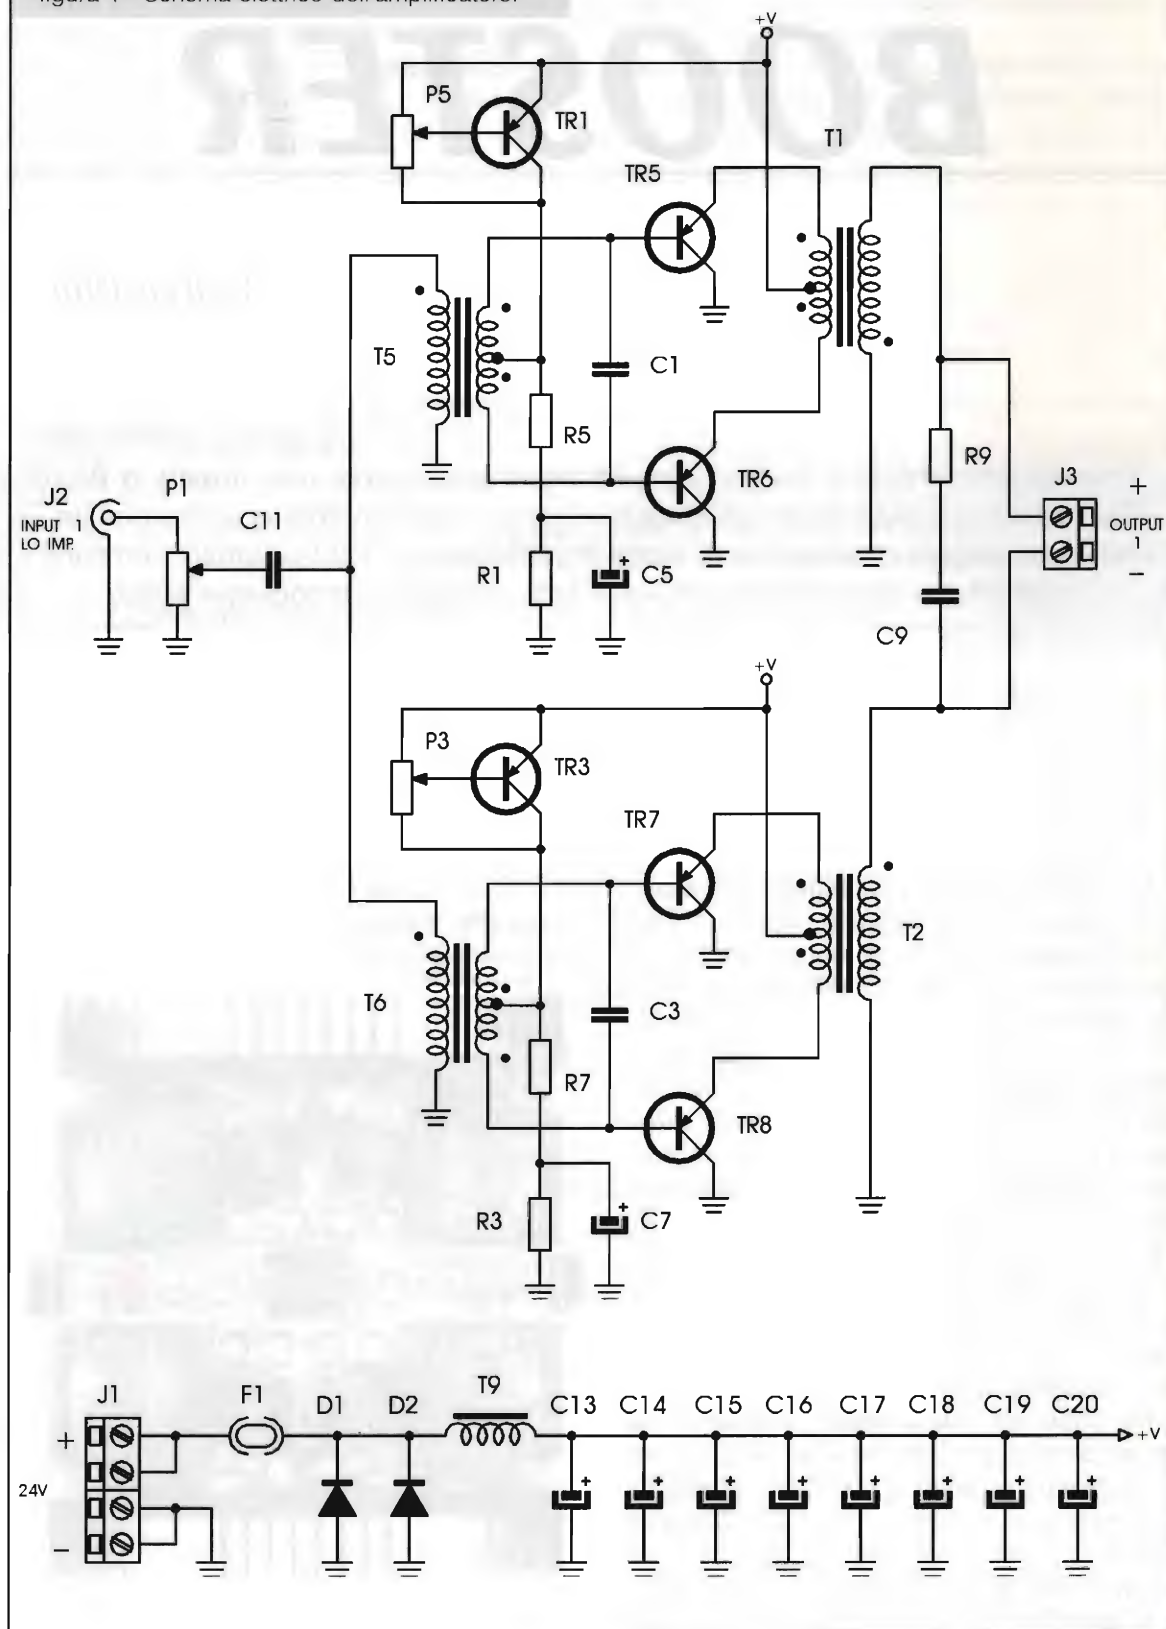 figura 1 - Schema elettrico dell'amplificatore.
BOOSTER
+V
P5
TR1
T1
TR5
T5
C1
R5
TR6
R9
J3
+
OUTPUT
1
-
J2
INPUT 1
LO IMP.
P1
C11
R1
+
C5
C9
+V
P3
TR3
TR7
T2
T6
C3
R7
TR8
R3
+
C7
J1
F1
D1
D2
T9
C13
C14
C15
C16
C17
C18
C19
C20
+
24V
-
+
+
+
+
+
+
+
+
+V